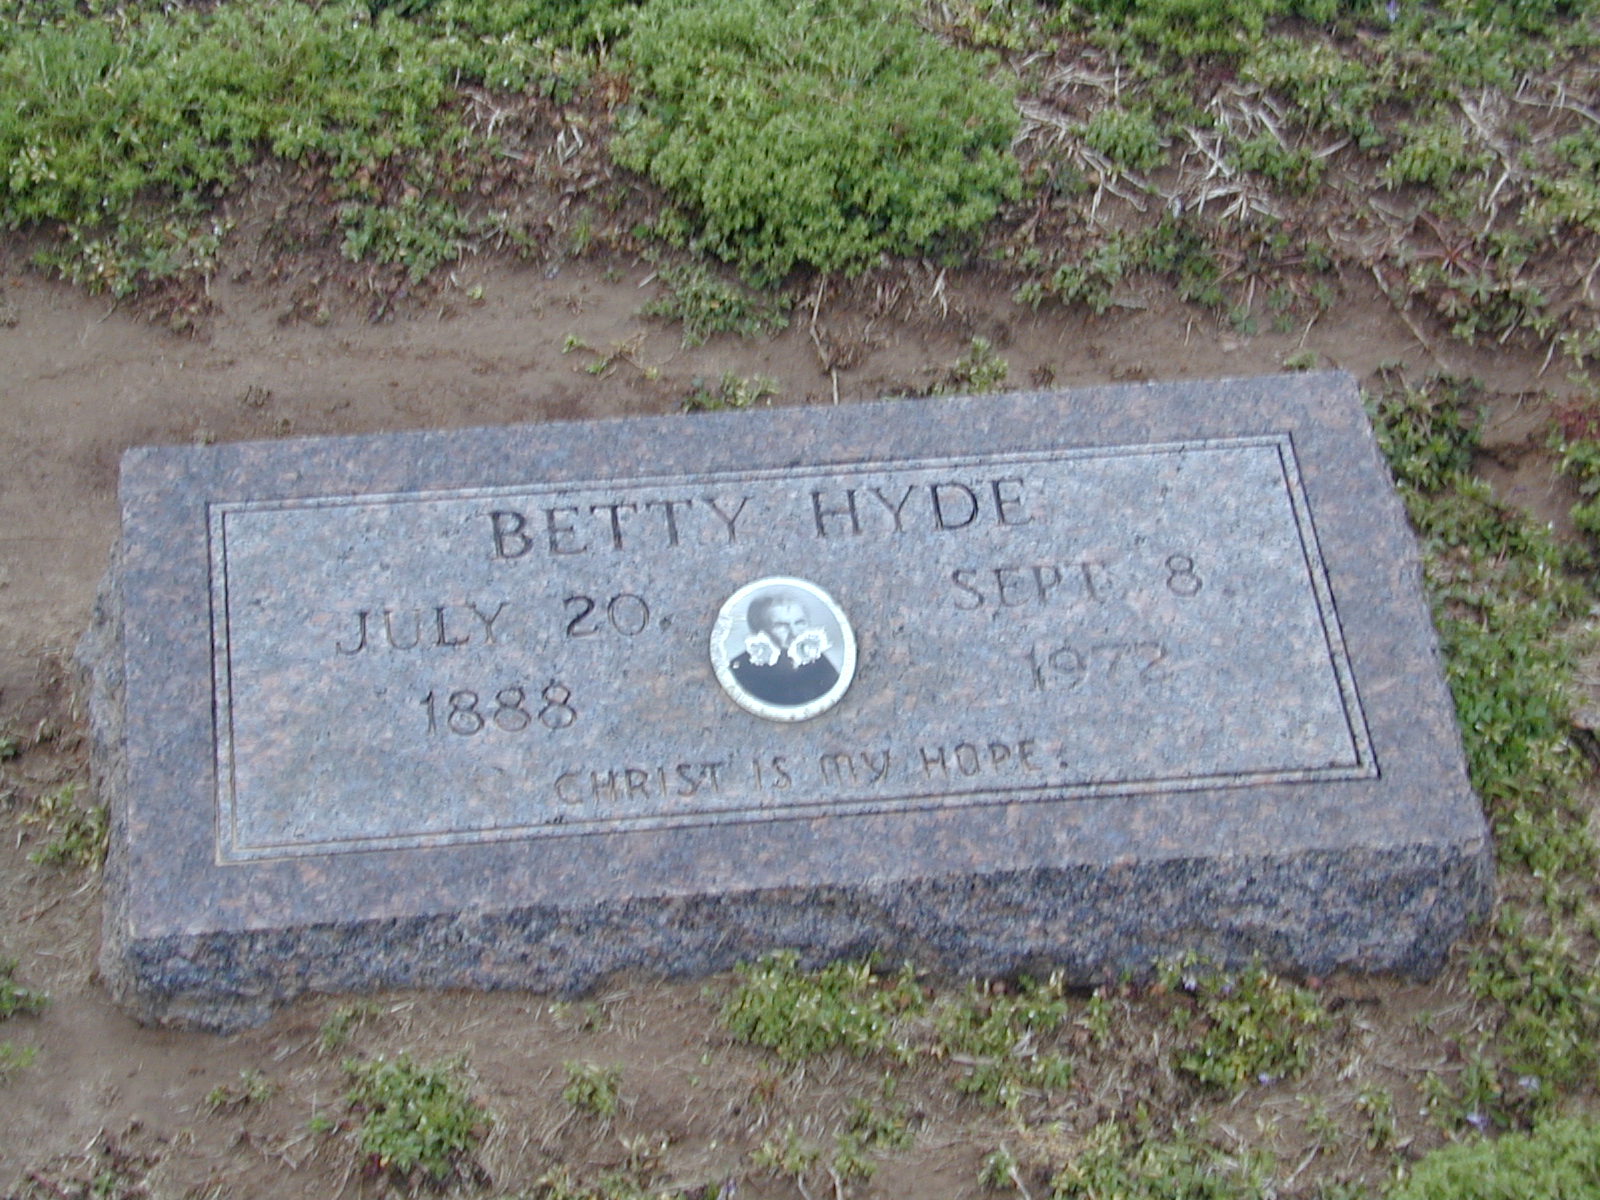 BETTY HYDE
JULY 20, SEPT 8
1888 1972
CHRIST IS my HOPE.